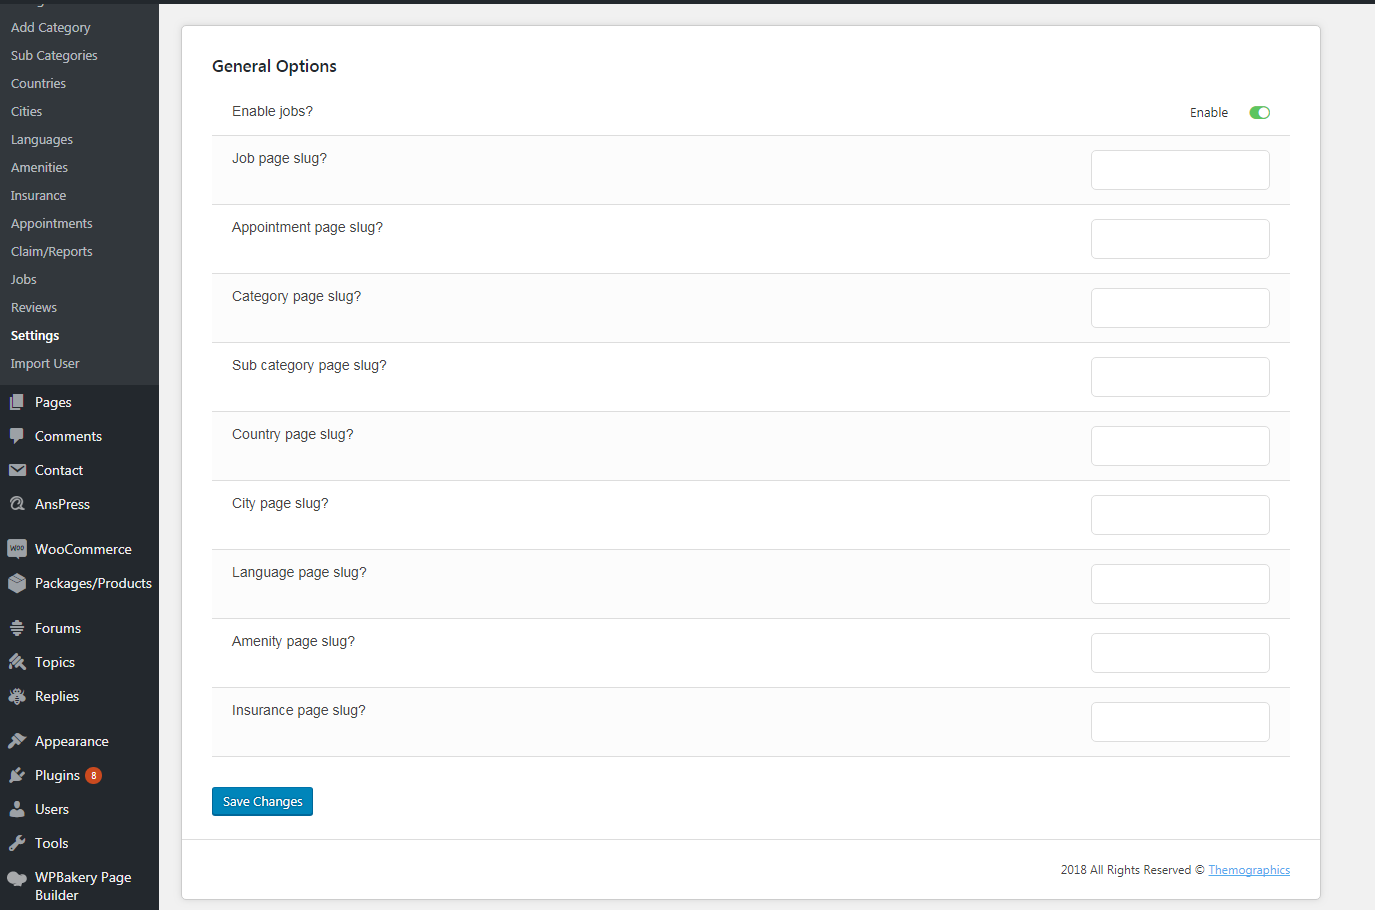 Add Category
Sub Categories
Countries
Cities
Languages
Amenities
Insurance
Appointments
Claim/Reports
Jobs
Reviews
Settings
Import User
Pages
Comments
Contact
AnsPress
Woo WooCommerce
Packages/Products
Forums
Topics
Replies
Appearance
Plugins 8
Users
Tools
WPBakery Page
Builder
General Options
Enable jobs? Enable
Job page slug?
Appointment page slug?
Category page slug?
Sub category page slug?
Country page slug?
City page slug?
Language page slug?
Amenity page slug?
Insurance page slug?
Save Changes
2018 All Rights Reserved © Themographics